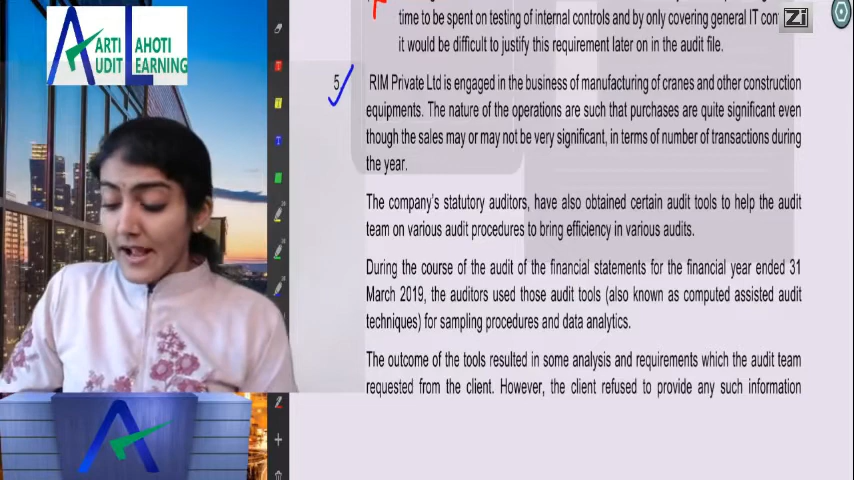 ARTI LAHOTI
AUDIT LEARNING
time to be spent on testing of internal controls and by only covering general IT con
Zi
it would be difficult to justify this requirement later on in the audit file.
5. RIM Private Ltd is engaged in the business of manufacturing of cranes and other construction
equipments. The nature of the operations are such that purchases are quite significant even
though the sales may or may not be very significant, in terms of number of transactions during
the year.
The company's statutory auditors, have also obtained certain audit tools to help the audit
team on various audit procedures to bring efficiency in various audits.
During the course of the audit of the financial statements for the financial year ended 31
March 2019, the auditors used those audit tools (also known as computed assisted audit
techniques) for sampling procedures and data analytics.
The outcome of the tools resulted in some analysis and requirements which the audit team
requested from the client. However, the client refused to provide any such information